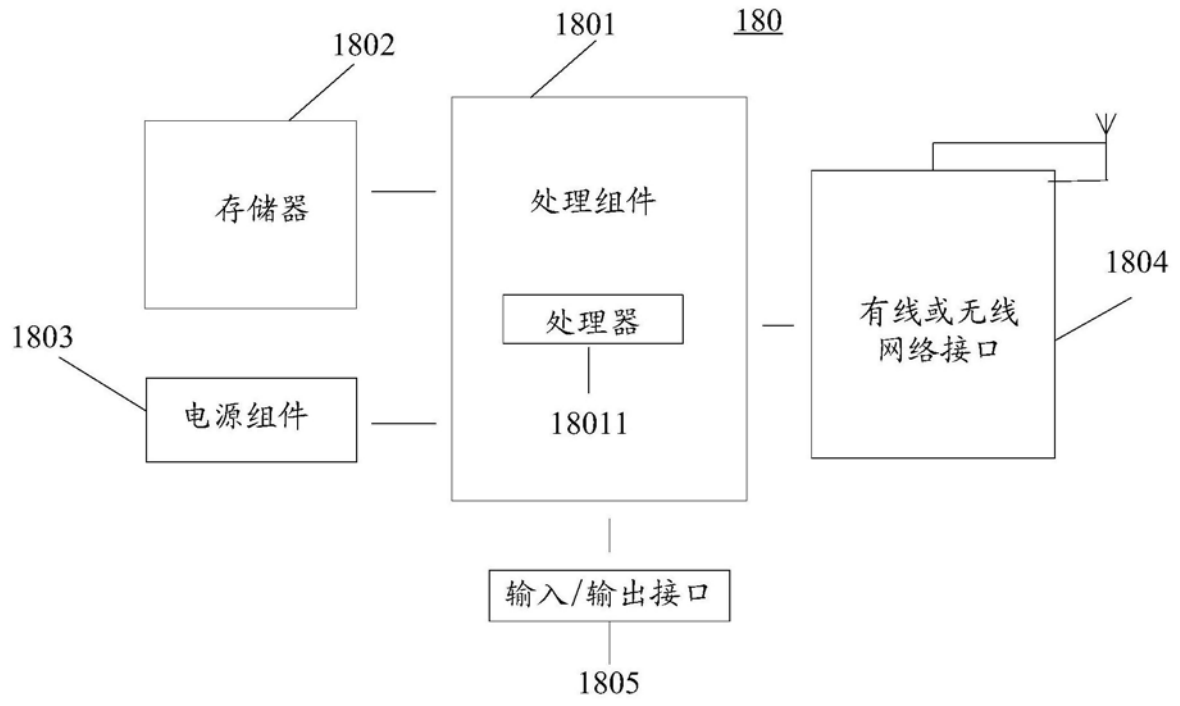 180
1801
1802
存储器
处理组件
处理器
18011
1803
电源组件
1804
有线或无线
网络接口
输入/输出接口
1805